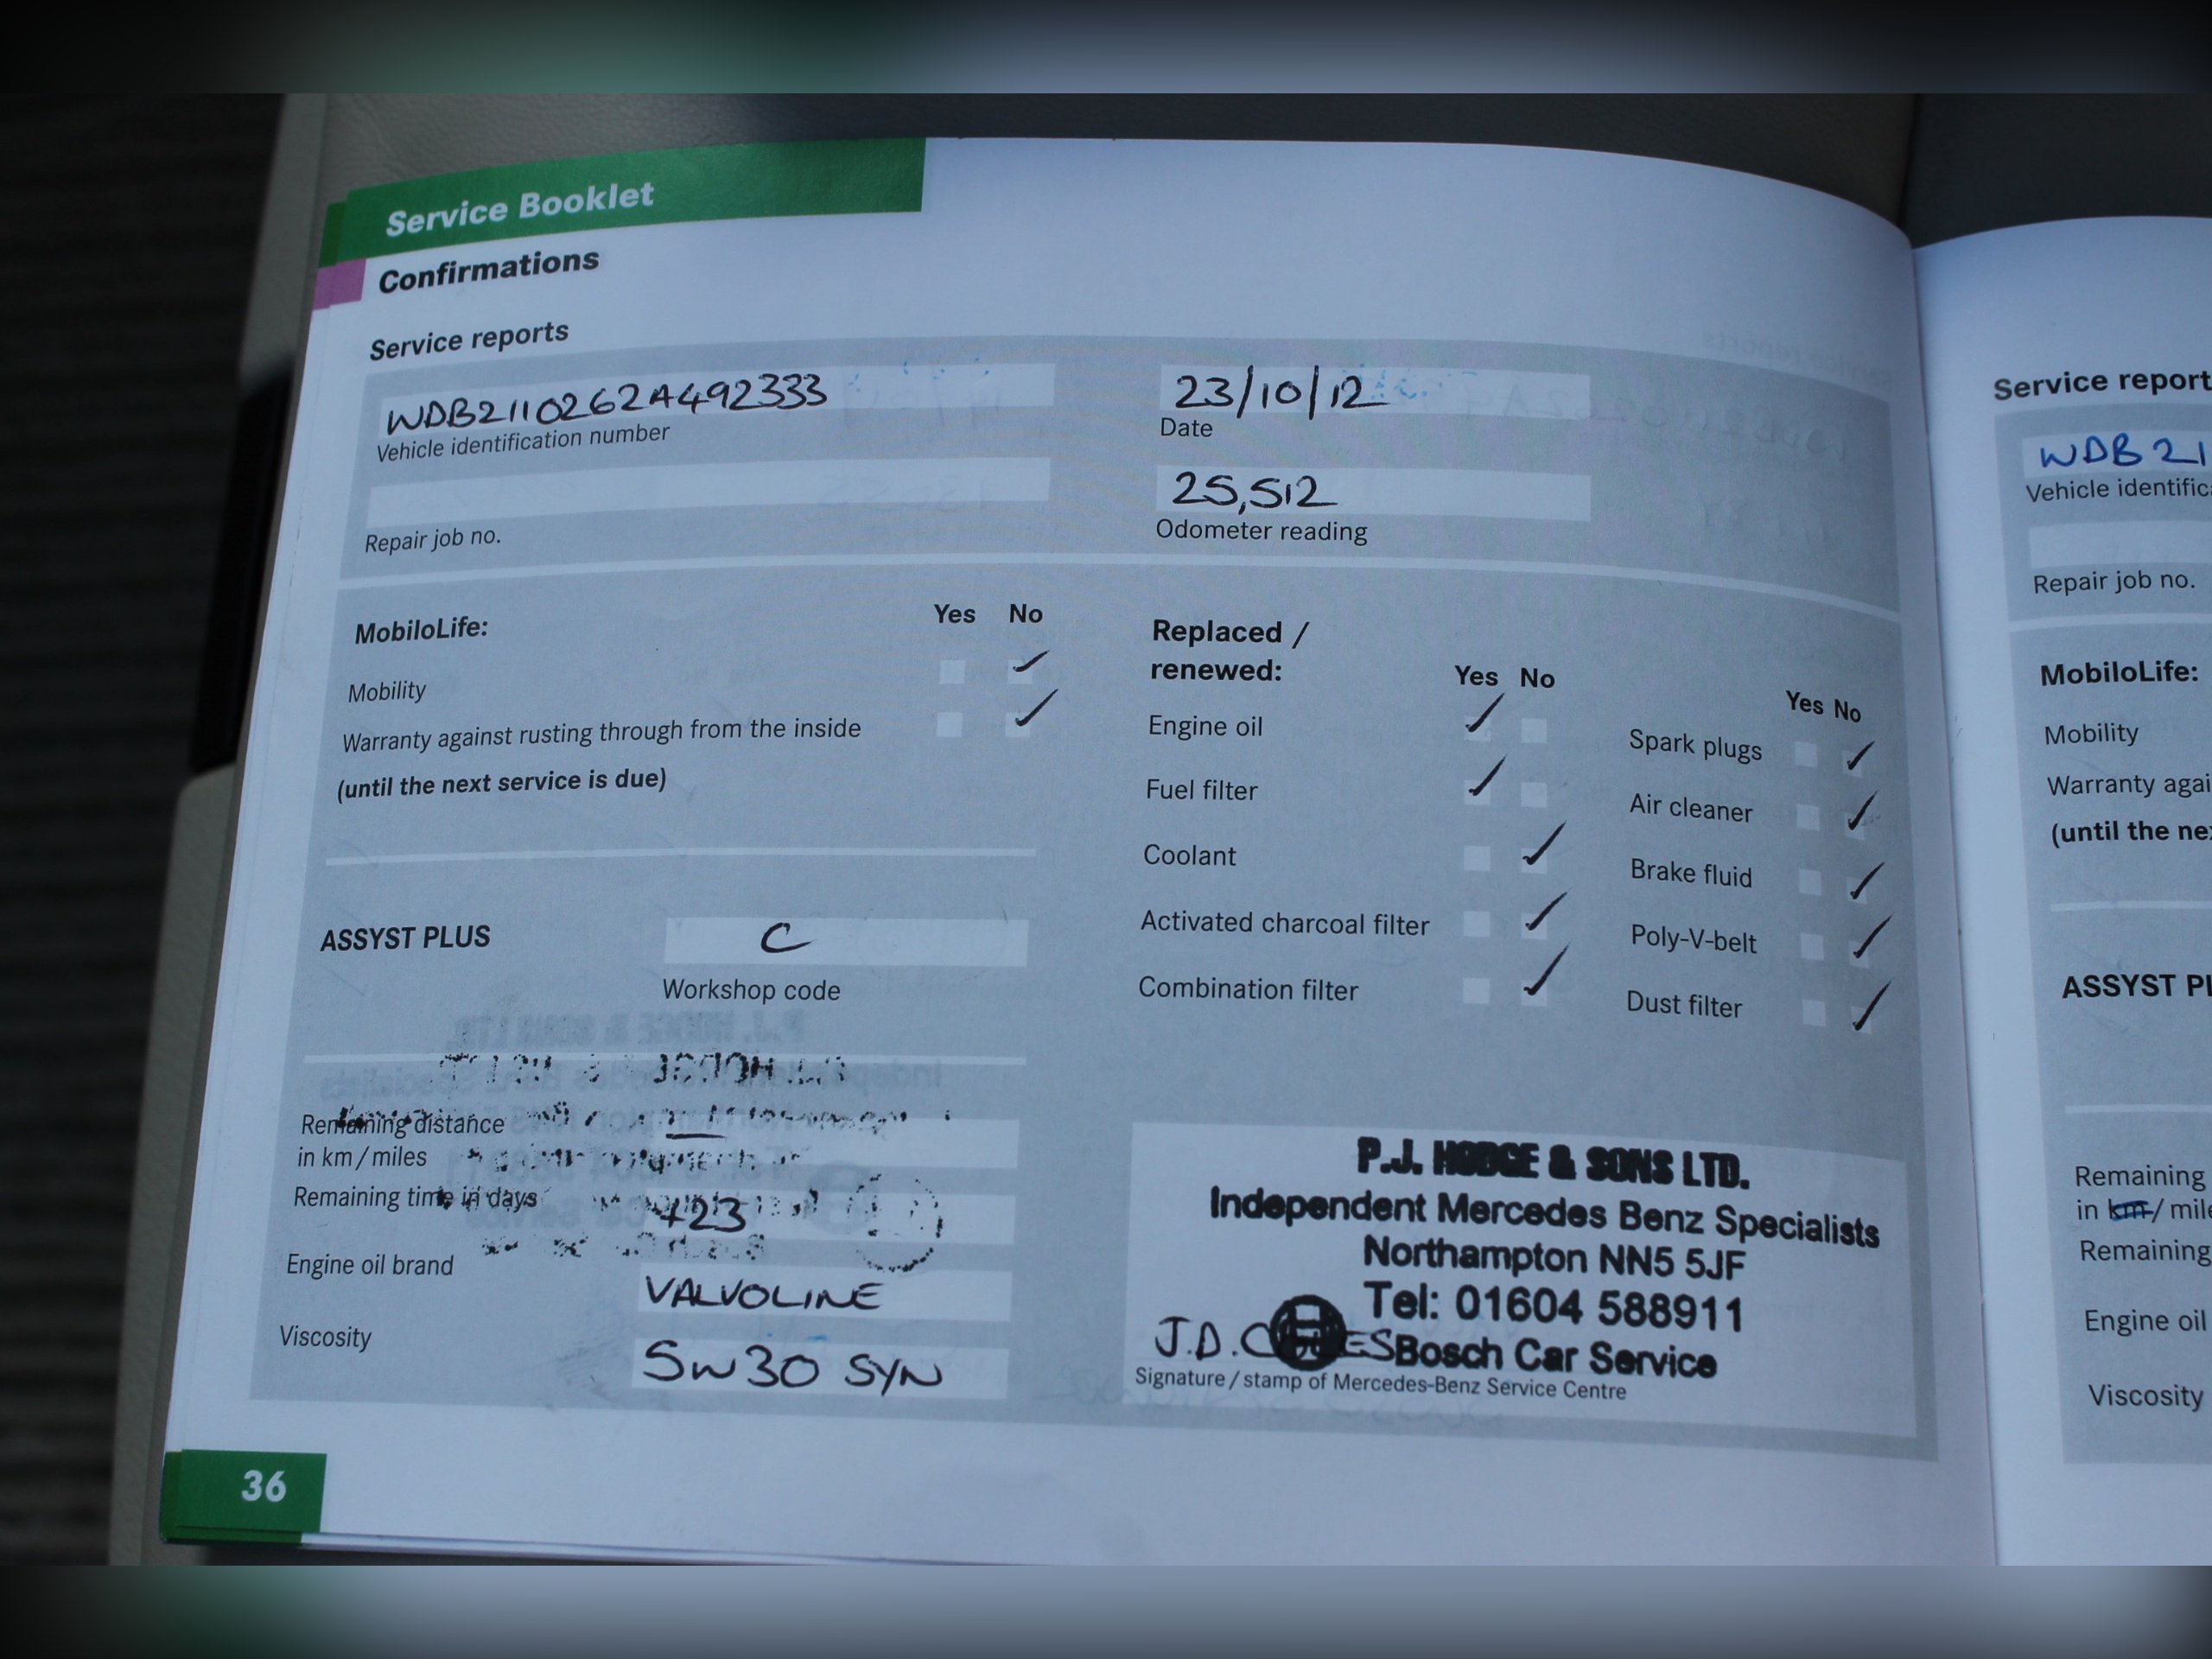 Service Booklet
Confirmations
Service reports
WDB2110262A492333
Vehicle identification number
23/10/12
Date
Repair job no.
25,512
Odometer reading
MobiloLife:
Yes No
Mobility
Warranty against rusting through from the inside
(until the next service is due)
ASSYST PLUS
C
Workshop code
Remaining distance
in km/miles
Remaining time in days
423
Engine oil brand
VALVOLINE
Viscosity
5W30 SYN
Replaced /
renewed:
Yes No
Yes No
Engine oil
Spark plugs
Fuel filter
Air cleaner
Coolant
Brake fluid
Activated charcoal filter
Poly-V-belt
Combination filter
Dust filter
P.J. HODGE & SONS LTD.
Independent Mercedes Benz Specialists
Northampton NN5 5JF
Tel: 01604 588911
J.D.
Bosch Car Service
Signature / stamp of Mercedes-Benz Service Centre
36
Service report
WDB 21
Vehicle identific
Repair job no.
MobiloLife:
Mobility
Warranty agai
(until the ne
ASSYST PL
Remaining
in km/ mile
Remaining
Engine oil
Viscosity